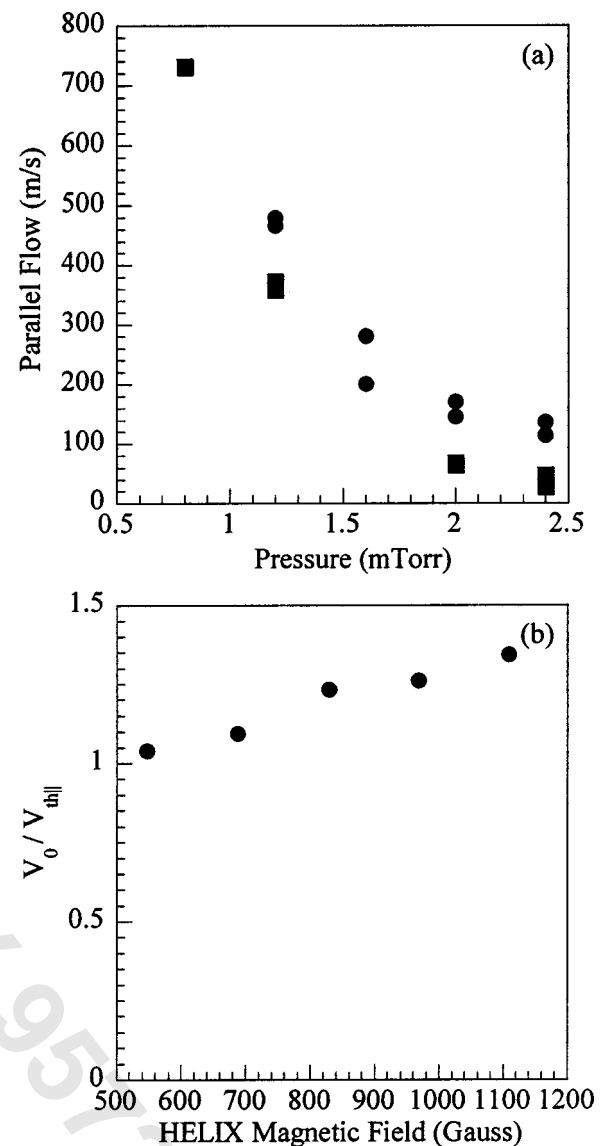 (a)
800
700
600
500
400
300
200
100
0
Parallel Flow (m/s)
0.5 1 1.5 2 2.5
Pressure (mTorr)
(b)
1.5
1
0.5
0
V₀ / V_th||
500 600 700 800 900 1000 1100 1200
HELIX Magnetic Field (Gauss)